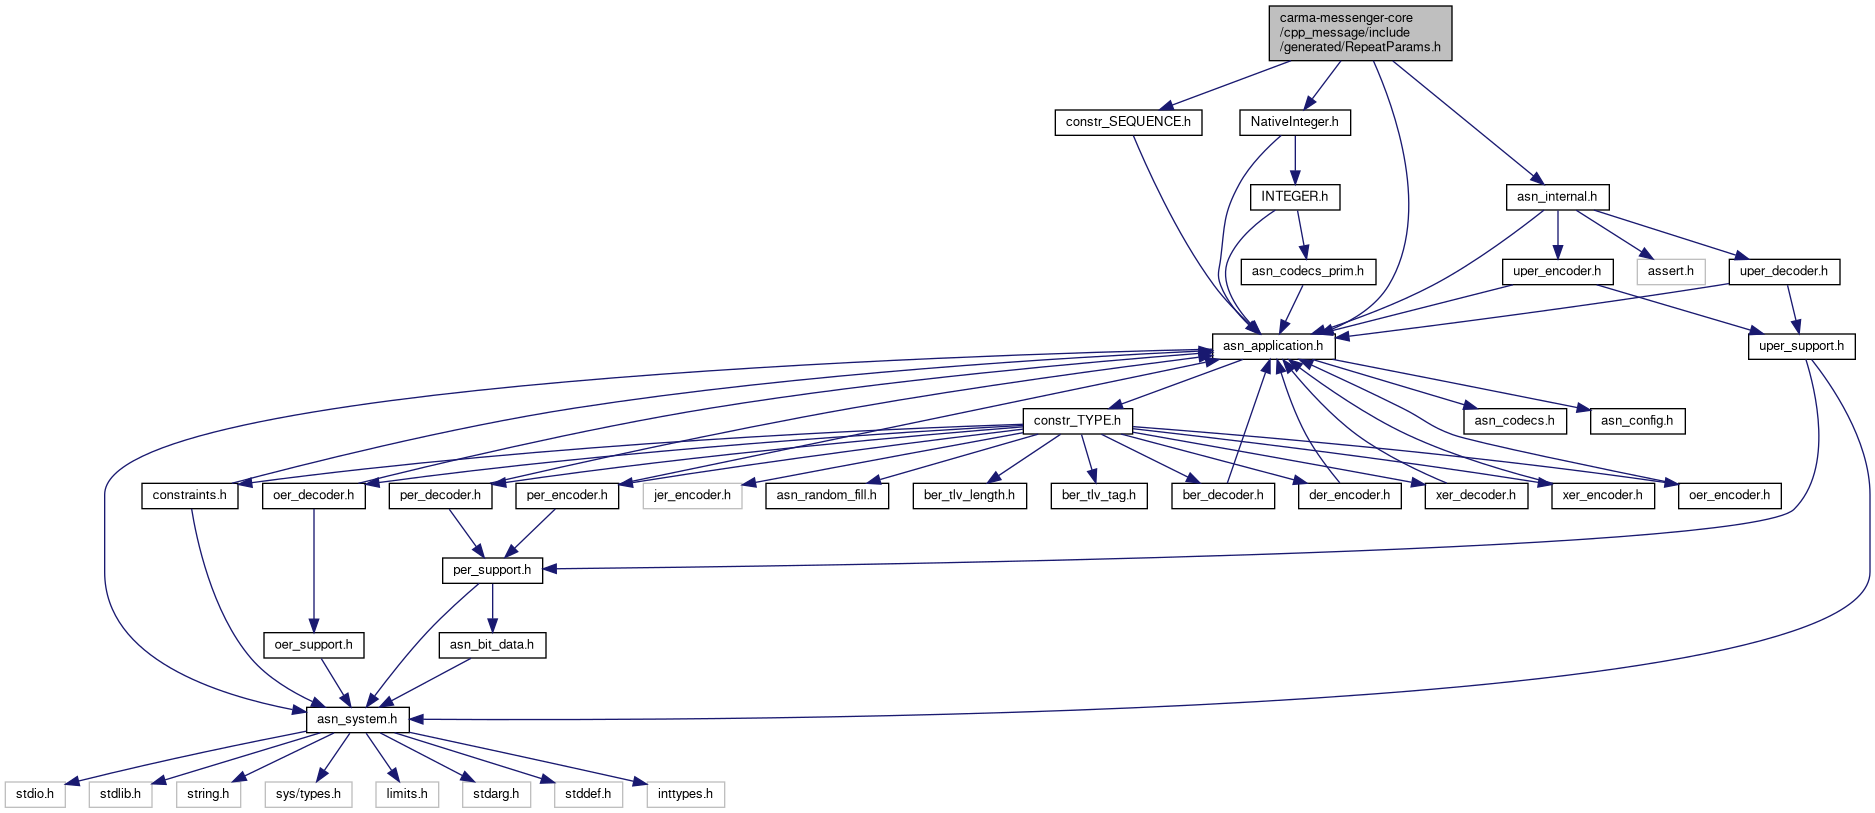 carma-messenger-core
/cpp_message/include
/generated/RepeatParams.h
constr_SEQUENCE.h
NativeInteger.h
INTEGER.h
asn_internal.h
asn_codecs_prim.h
uper_encoder.h
assert.h
uper_decoder.h
asn_application.h
uper_support.h
constr_TYPE.h
asn_codecs.h
asn_config.h
constraints.h
oer_decoder.h
per_decoder.h
per_encoder.h
jer_encoder.h
asn_random_fill.h
ber_tlv_length.h
ber_tlv_tag.h
ber_decoder.h
der_encoder.h
xer_decoder.h
xer_encoder.h
oer_encoder.h
per_support.h
oer_support.h
asn_bit_data.h
asn_system.h
stdio.h
stdlib.h
string.h
sys/types.h
limits.h
stdarg.h
stddef.h
inttypes.h